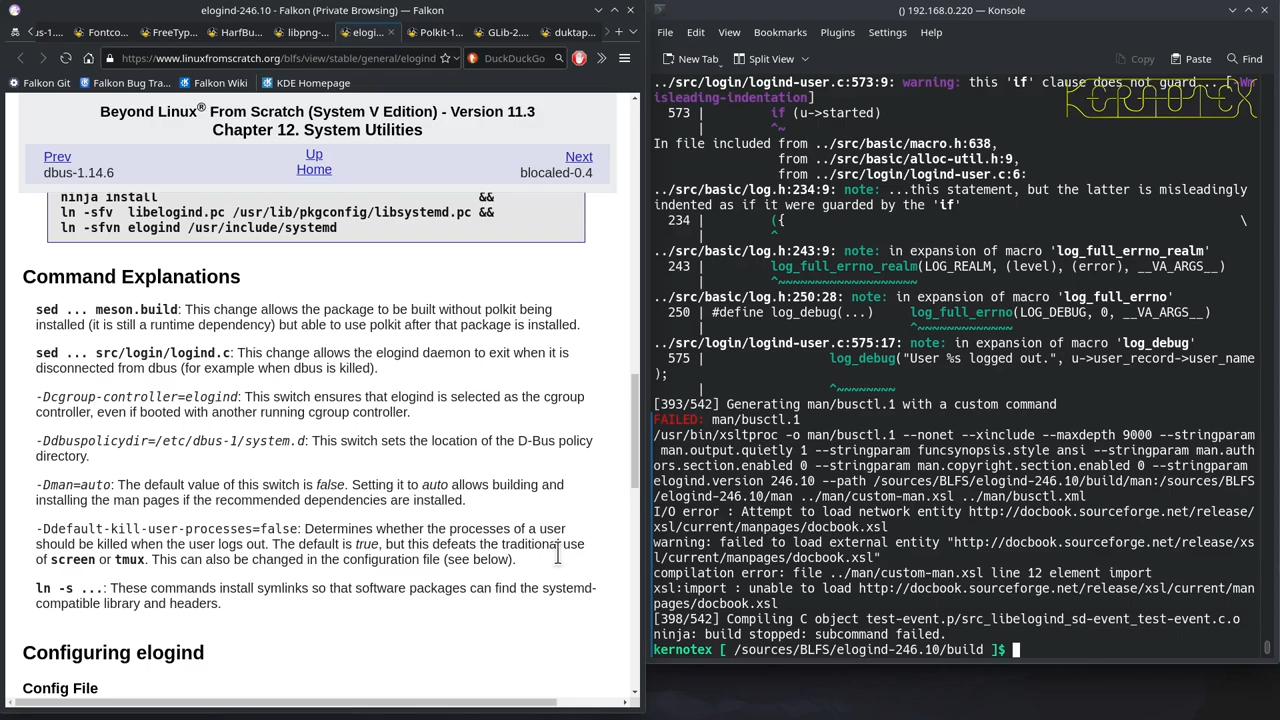 elogind-246.10 - Falkon (Private Browsing) — Falkon
us-1....
Fontco...
FreeTyp...
HarfBu...
libpng-...
elogi...
Polkit-1...
GLib-2....
duktap...
https://www.linuxfromscratch.org/blfs/view/stable/general/elogind
DuckDuckGo
Falkon Git
Falkon Bug Tra...
Falkon Wiki
KDE Homepage
Beyond Linux® From Scratch (System V Edition) - Version 11.3
Chapter 12. System Utilities
Prev
Up
Next
dbus-1.14.6
Home
blocaled-0.4
ninja install &&
ln -sfv libelogind.pc /usr/lib/pkgconfig/libsystemd.pc &&
ln -sfvn elogind /usr/include/systemd
Command Explanations
sed ... meson.build: This change allows the package to be built without polkit being
installed (it is still a runtime dependency) but able to use polkit after that package is installed.
sed ... src/login/logind.c: This change allows the elogind daemon to exit when it is
disconnected from dbus (for example when dbus is killed).
-Dcgroup-controller=elogind: This switch ensures that elogind is selected as the cgroup
controller, even if booted with another running cgroup controller.
-Ddbuspolicydir=/etc/dbus-1/system.d: This switch sets the location of the D-Bus policy
directory.
-Dman=auto: The default value of this switch is false. Setting it to auto allows building and
installing the man pages if the recommended dependencies are installed.
-Ddefault-kill-user-processes=false: Determines whether the processes of a user
should be killed when the user logs out. The default is true, but this defeats the traditional use
of screen or tmux. This can also be changed in the configuration file (see below).
ln -s ...: These commands install symlinks so that software packages can find the systemd-
compatible library and headers.
Configuring elogind
Config File
() 192.168.0.220 — Konsole
File Edit View Bookmarks Plugins Settings Help
New Tab
Split View
Copy
Paste
Find
KERNOTEX
../src/login/logind-user.c:573:9: warning: this 'if' clause does not guard... [-Wm
isleading-indentation]
573 | if (u->started)
| ^~
In file included from ../src/basic/macro.h:638,
from ../src/basic/alloc-util.h:9,
from ../src/login/logind-user.c:6:
../src/basic/log.h:234:9: note: ...this statement, but the latter is misleadingly
indented as if it were guarded by the 'if'
234 | ({ \
| ^
../src/basic/log.h:243:9: note: in expansion of macro 'log_full_errno_realm'
243 | log_full_errno_realm(LOG_REALM, (level), (error), __VA_ARGS__)
| ^~~~~~~~~~~~~~~~~~~~
../src/basic/log.h:250:28: note: in expansion of macro 'log_full_errno'
250 | #define log_debug(...) log_full_errno(LOG_DEBUG, 0, __VA_ARGS__)
| ^~~~~~~~~~~~~~
../src/login/logind-user.c:575:17: note: in expansion of macro 'log_debug'
575 | log_debug("User %s logged out.", u->user_record->user_name
);
| ^~~~~~~~~
[393/542] Generating man/busctl.1 with a custom command
FAILED: man/busctl.1
/usr/bin/xsltproc -o man/busctl.1 --nonet --xinclude --maxdepth 9000 --stringparam
man.output.quietly 1 --stringparam funcsynopsis.style ansi --stringparam man.auth
ors.section.enabled 0 --stringparam man.copyright.section.enabled 0 --stringparam
elogind.version 246.10 --path /sources/BLFS/elogind-246.10/build/man:/sources/BLFS
/elogind-246.10/man ../man/custom-man.xsl ../man/busctl.xml
I/O error : Attempt to load network entity http://docbook.sourceforge.net/release/
xsl/current/manpages/docbook.xsl
warning: failed to load external entity "http://docbook.sourceforge.net/release/xs
l/current/manpages/docbook.xsl"
compilation error: file ../man/custom-man.xsl line 12 element import
xsl:import : unable to load http://docbook.sourceforge.net/release/xsl/current/man
pages/docbook.xsl
[398/542] Compiling C object test-event.p/src_libelogind_sd-event_test-event.c.o
ninja: build stopped: subcommand failed.
kernotex [ /sources/BLFS/elogind-246.10/build ]$